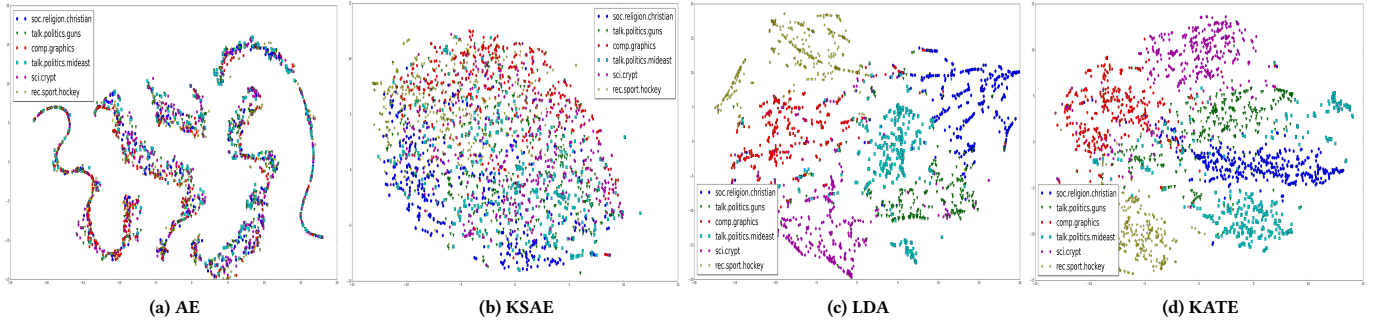 soc.religion.christian
talk.politics.guns
comp.graphics
talk.politics.mideast
sci.crypt
rec.sport.hockey
(a) AE
soc.religion.christian
talk.politics.guns
comp.graphics
talk.politics.mideast
sci.crypt
rec.sport.hockey
(b) KSAE
soc.religion.christian
talk.politics.guns
comp.graphics
talk.politics.mideast
sci.crypt
rec.sport.hockey
(c) LDA
soc.religion.christian
talk.politics.guns
comp.graphics
talk.politics.mideast
sci.crypt
rec.sport.hockey
(d) KATE